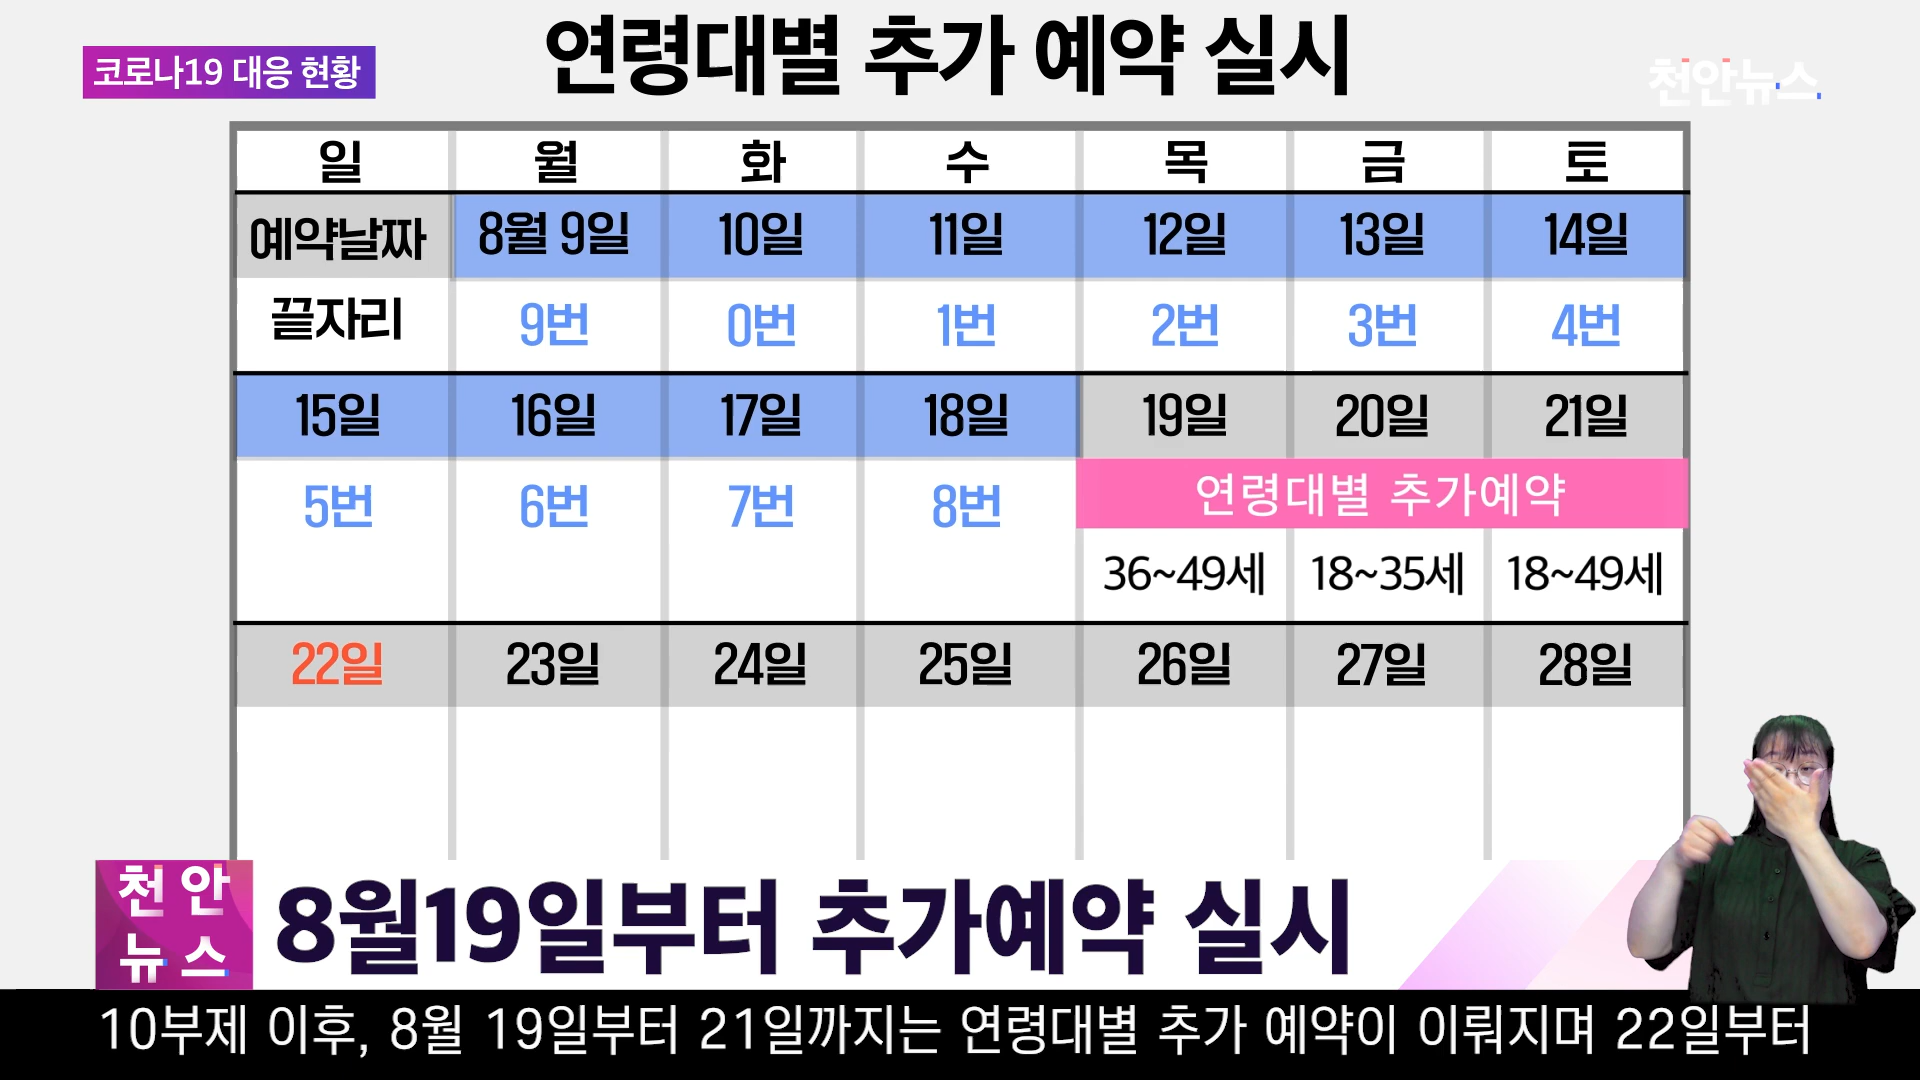 연령대별 추가 예약 실시
코로나19 대응 현황
천안뉴스
일 월 화 수 목 금 토
예약날짜 8월 9일 10일 11일 12일 13일 14일
끝자리 9번 0번 1번 2번 3번 4번
15일 16일 17일 18일 19일 20일 21일
5번 6번 7번 8번 연령대별 추가예약
36~49세 18~35세 18~49세
22일 23일 24일 25일 26일 27일 28일
천안
뉴스
8월19일부터 추가예약 실시
10부제 이후, 8월 19일부터 21일까지는 연령대별 추가 예약이 이뤄지며 22일부터